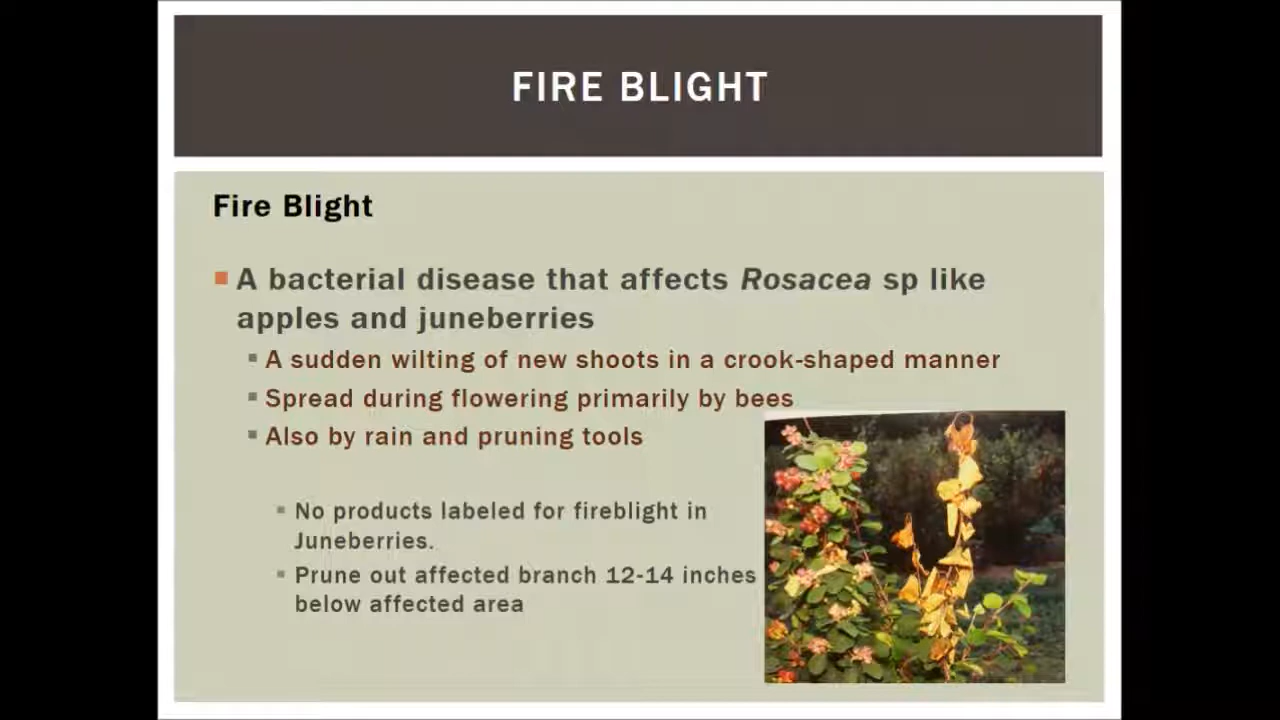 FIRE BLIGHT
Fire Blight
A bacterial disease that affects Rosacea sp like
apples and juneberries
A sudden wilting of new shoots in a crook-shaped manner
Spread during flowering primarily by bees
Also by rain and pruning tools
No products labeled for fireblight in
Juneberries.
Prune out affected branch 12-14 inches
below affected area